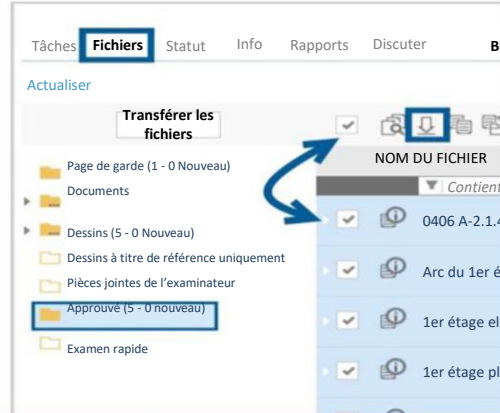 Tâches Fichiers Statut Info Rapports Discuter
Actualiser
Transférer les
fichiers
NOM DU FICHIER
Contient
Page de garde (1 - 0 Nouveau)
Documents
Dessins (5 - 0 Nouveau)
Dessins à titre de référence uniquement
Pièces jointes de l'examinateur
Approuvé (5 - 0 nouveau)
Examen rapide
0406 A-2.1.4
Arc du 1er é
1er étage el
1er étage pl